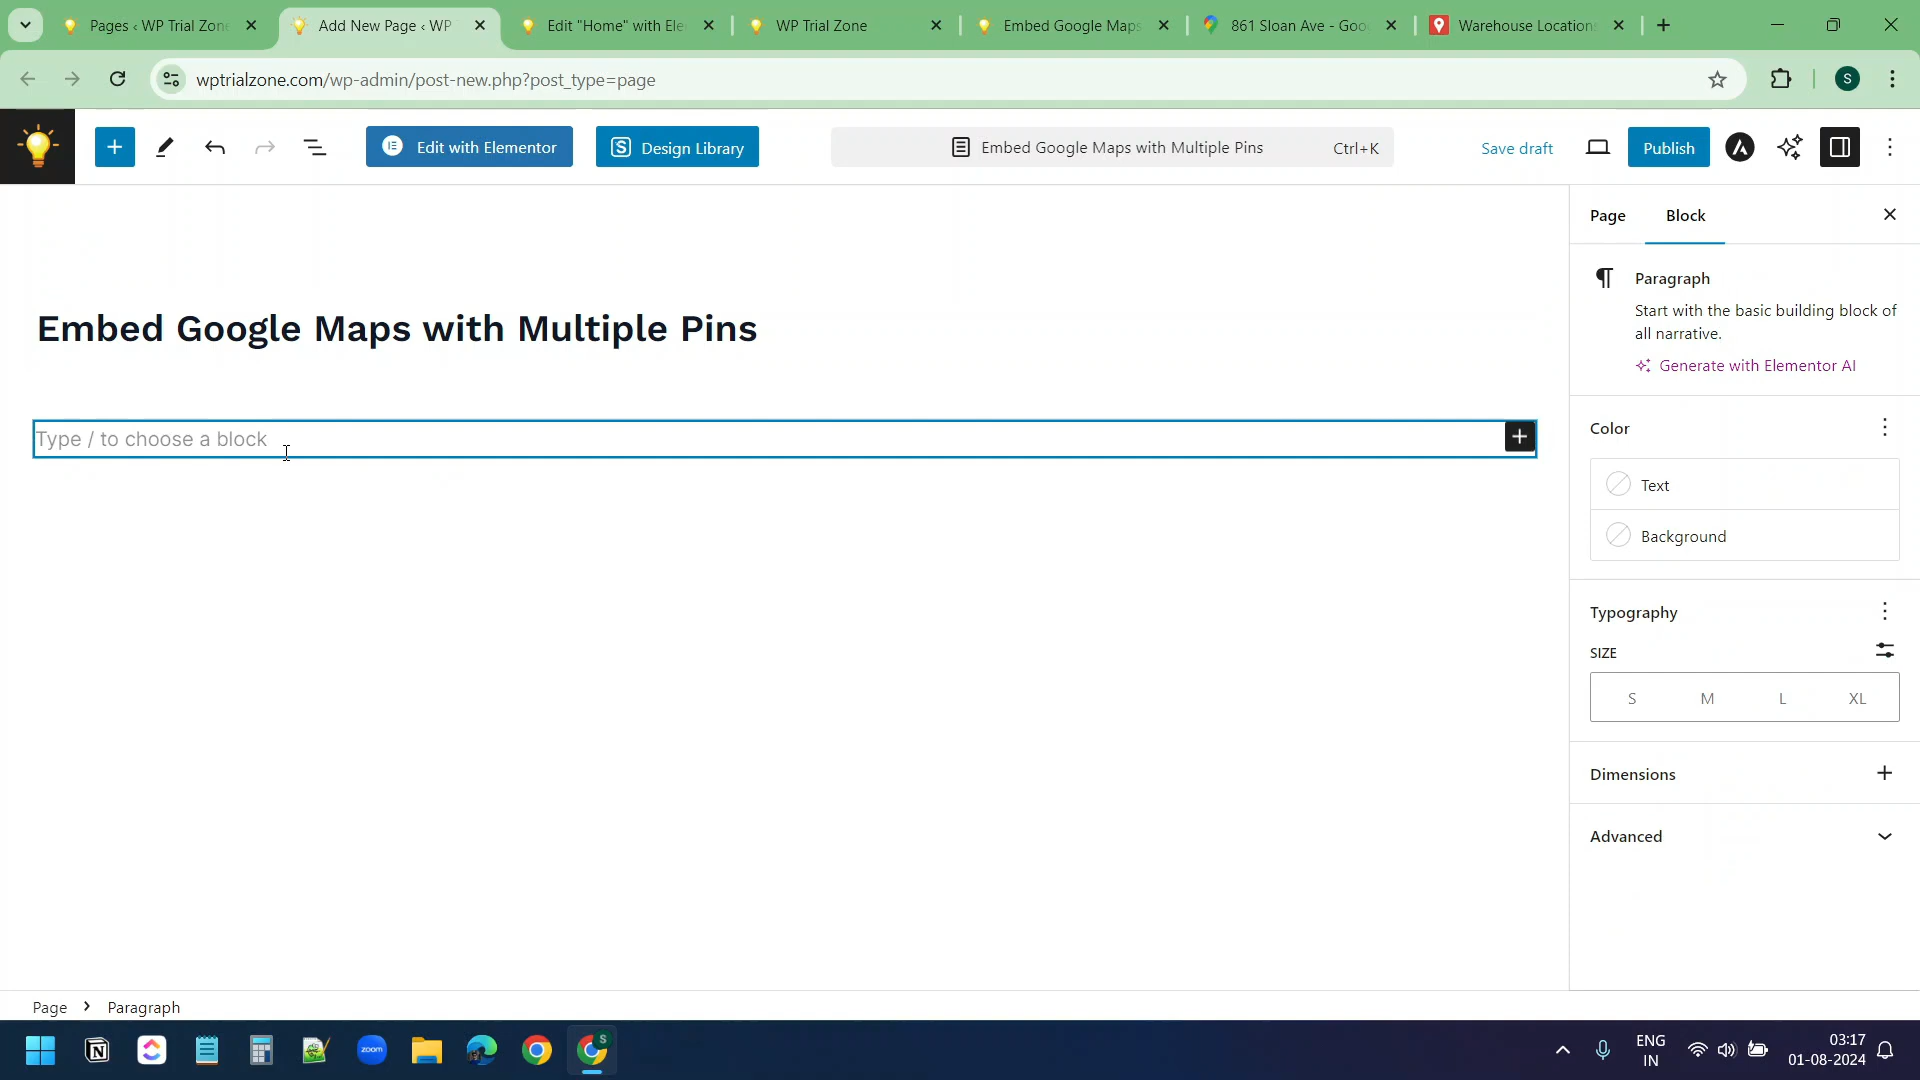 Pages ‹ WP Trial Zon
Add New Page ‹ WP
Edit "Home" with Ele
WP Trial Zone
Embed Google Maps
861 Sloan Ave - Goo
Warehouse Location
wptrialzone.com/wp-admin/post-new.php?post_type=page
S
Edit with Elementor
Design Library
Embed Google Maps with Multiple Pins
Ctrl+K
Save draft
Publish
Page
Block
Paragraph
Start with the basic building block of
all narrative.
Generate with Elementor AI
Embed Google Maps with Multiple Pins
Type / to choose a block
Color
Text
Background
Typography
SIZE
S M L XL
Dimensions
Advanced
Page › Paragraph
zoom
S
ENG
IN
03:17
01-08-2024